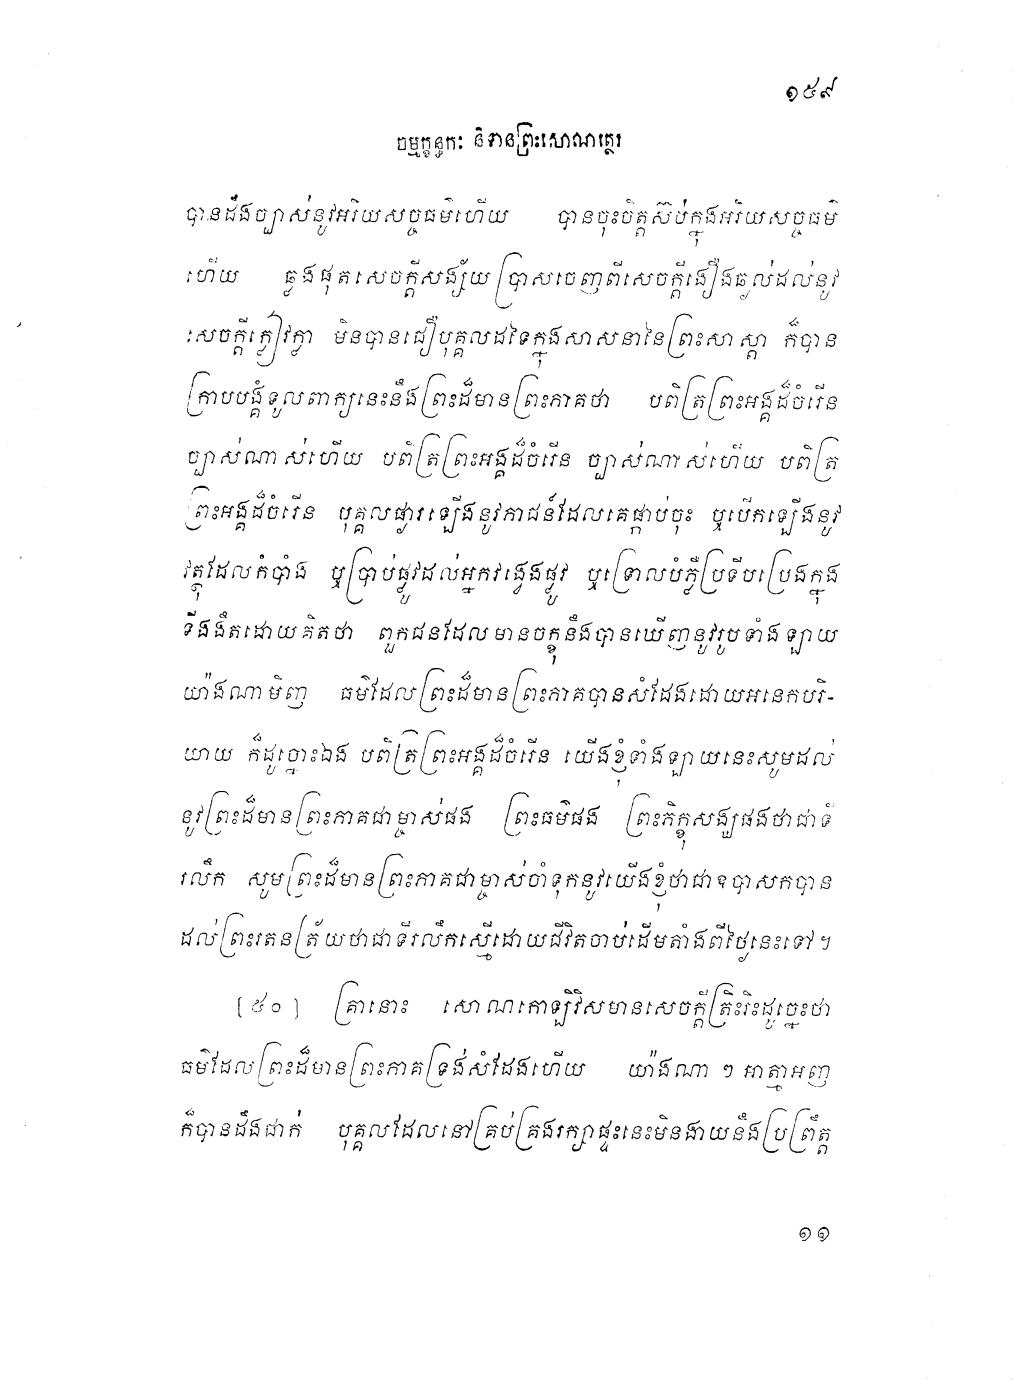 ១៥៩
ចម្មក្ខន្ធកៈ និទានព្រះសោណត្ថេរ
បានដឹងច្បាស់នូវអរិយសច្ចធម៌ហើយ បានចុះចិត្តស៊ប់ក្នុងអរិយសច្ចធម៌
ហើយ ឆ្លងផុតសេចក្តីសង្ស័យ ប្រាសចេញពីសេចក្តីងឿងឆ្ងល់ដល់នូវ
សេចក្តីក្លៀវក្លា មិនបានជឿបុគ្គលដទៃក្នុងសាសនានៃព្រះសាស្តា ក៏បាន
ក្រាបបង្គំទូលពាក្យនេះនឹងព្រះដ៏មានព្រះភាគថា បពិត្រព្រះអង្គដ៏ចំរើន
ច្បាស់ណាស់ហើយ បពិត្រព្រះអង្គដ៏ចំរើន ច្បាស់ណាស់ហើយ បពិត្រ
ព្រះអង្គដ៏ចំរើន បុគ្គលផ្ងារឡើងនូវភាជន៍ដែលគេផ្កាប់ចុះ ឬបើកឡើងនូវ
វត្ថុដែលកំបាំង ឬប្រាប់ផ្លូវដល់អ្នកវង្វេងផ្លូវ ឬទ្រោលបំភ្លឺប្រទីបប្រេងក្នុង
ទីងងឹតដោយគិតថា ពួកជនដែលមានចក្ខុនឹងបានឃើញនូវរូបទាំងឡាយ
យ៉ាងណាមិញ ធម៌ដែលព្រះដ៏មានព្រះភាគបានសំដែងដោយអនេកបរិ-
យាយ ក៏ដូច្នោះឯង បពិត្រព្រះអង្គដ៏ចំរើន យើងខ្ញុំទាំងឡាយនេះសូមដល់
នូវព្រះដ៏មានព្រះភាគជាម្ចាស់ផង ព្រះធម៌ផង ព្រះភិក្ខុសង្ឃផងថាជាទី
រលឹក សូមព្រះដ៏មានព្រះភាគជាម្ចាស់ចាំទុកនូវយើងខ្ញុំថាជាឧបាសកបាន
ដល់ព្រះរតនត្រ័យថាជាទីរលឹកស្មើដោយជីវិតចាប់ដើមតាំងពីថ្ងៃនេះទៅ។
[៥០] គ្រានោះ សោណកោឡិវិសមានសេចក្តីត្រិះរិះដូច្នេះថា
ធម៌ដែលព្រះដ៏មានព្រះភាគទ្រង់សំដែងហើយ យ៉ាងណា ៗ អាត្មាអញ
ក៏បានដឹងជាក់ បុគ្គលដែលនៅគ្រប់គ្រងរក្សាផ្ទះនេះមិនងាយនឹងប្រព្រឹត្ត
១១